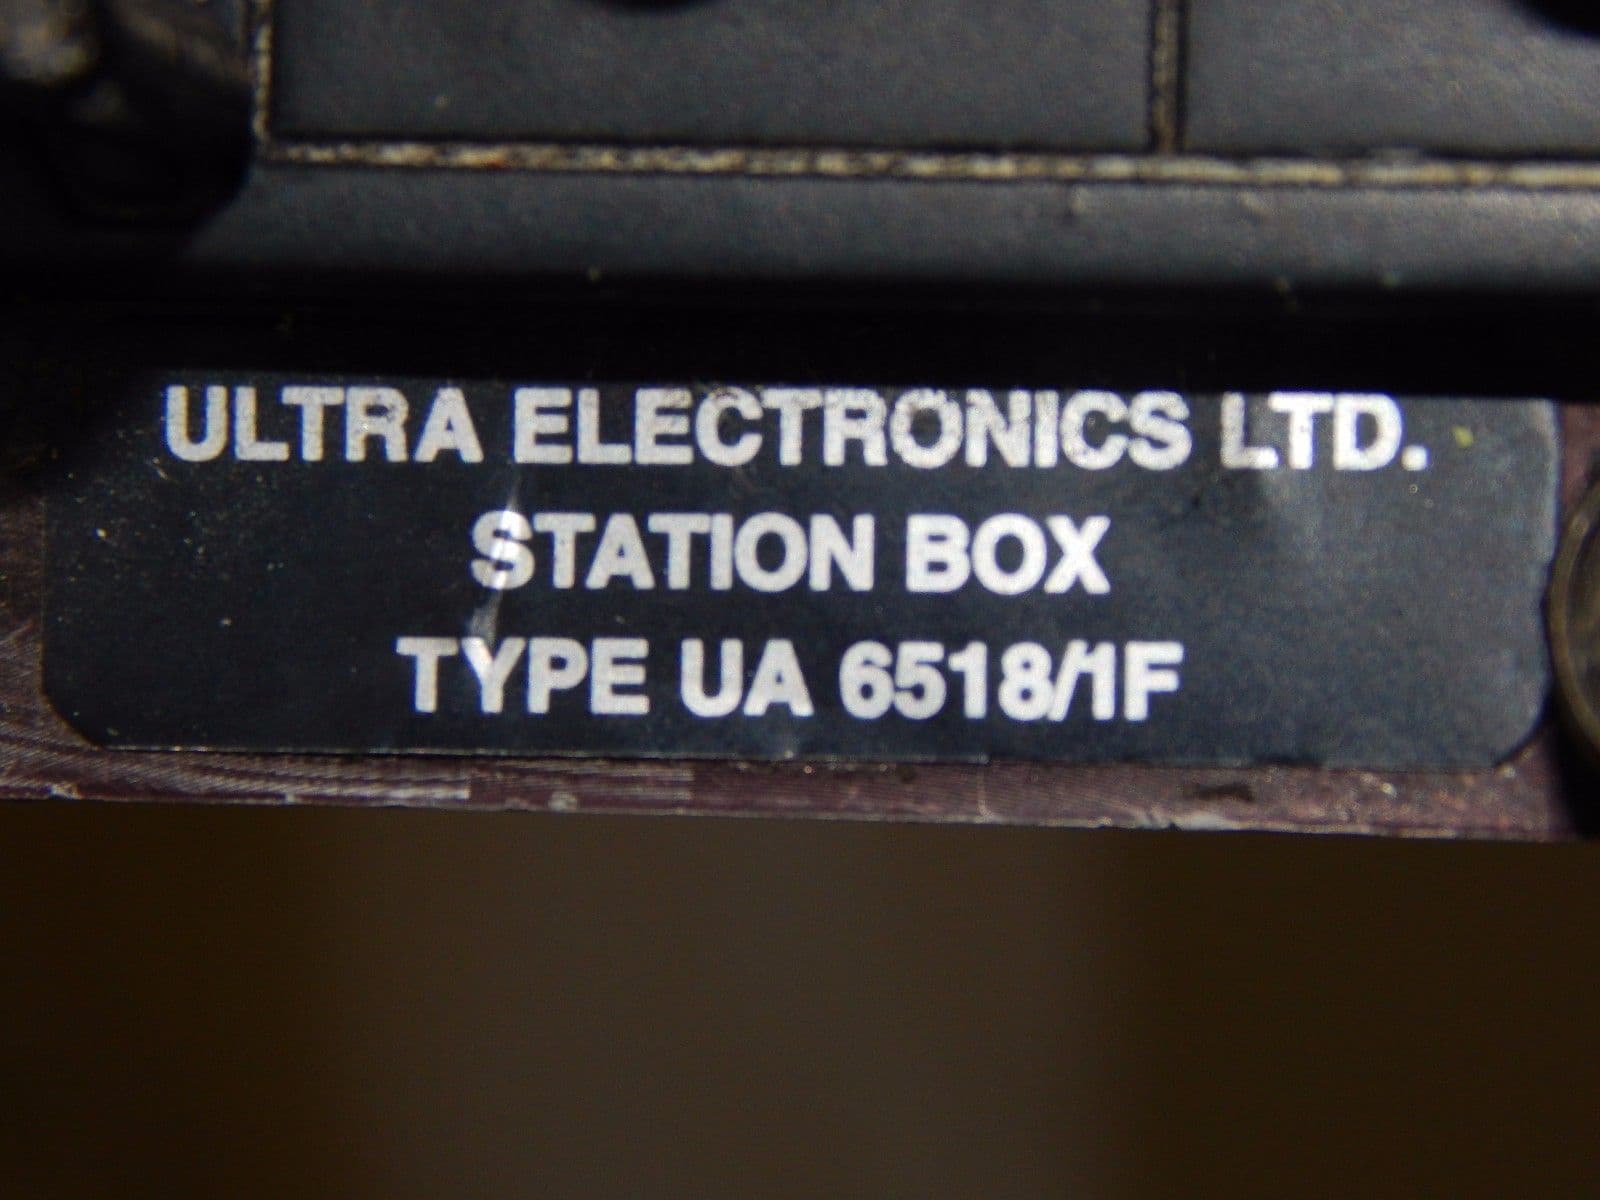 ULTRA ELECTRONICS LTD.
STATION BOX
TYPE UA 6518/1F